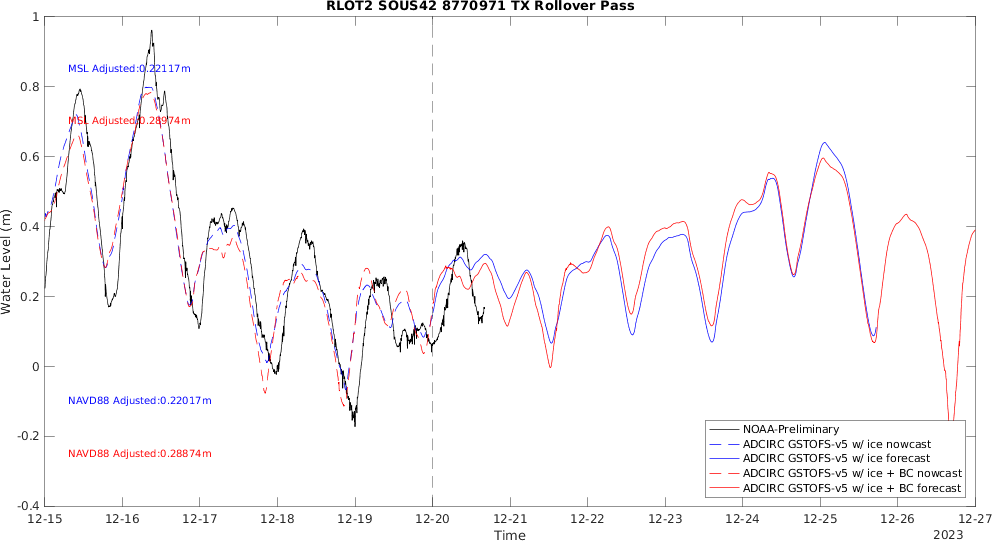 RLOT2 SOUS42 8770971 TX Rollover Pass
1
0.8
0.6
0.4
0.2
0
-0.2
-0.4
Water Level (m)
MSL Adjusted:0.22117m
MSL Adjusted:0.28974m
NAVD88 Adjusted:0.22017m
NAVD88 Adjusted:0.28874m
NOAA-Preliminary
ADCIRC GSTOFS-v5 w/ ice nowcast
ADCIRC GSTOFS-v5 w/ ice forecast
ADCIRC GSTOFS-v5 w/ ice + BC nowcast
ADCIRC GSTOFS-v5 w/ ice + BC forecast
12-15 12-16 12-17 12-18 12-19 12-20 12-21 12-22 12-23 12-24 12-25 12-26 12-27
Time
2023